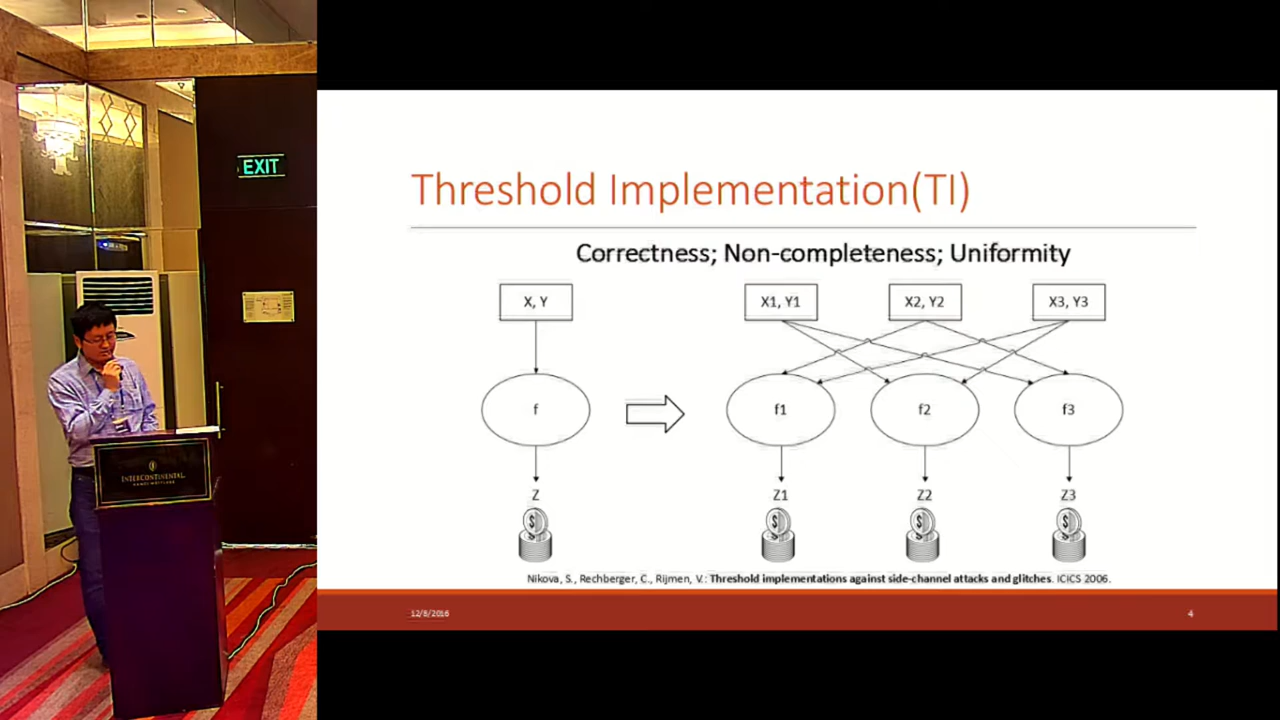 EXIT
INTERCONTINENTAL
Threshold Implementation(TI)
Correctness; Non-completeness; Uniformity
X, Y
X1, Y1
X2, Y2
X3, Y3
f
f1
f2
f3
Z
Z1
Z2
Z3
$
$
$
$
Nikova, S., Rechberger, C., Rijmen, V.: Threshold implementations against side-channel attacks and glitches. ICICS 2006.
12/8/2016
4